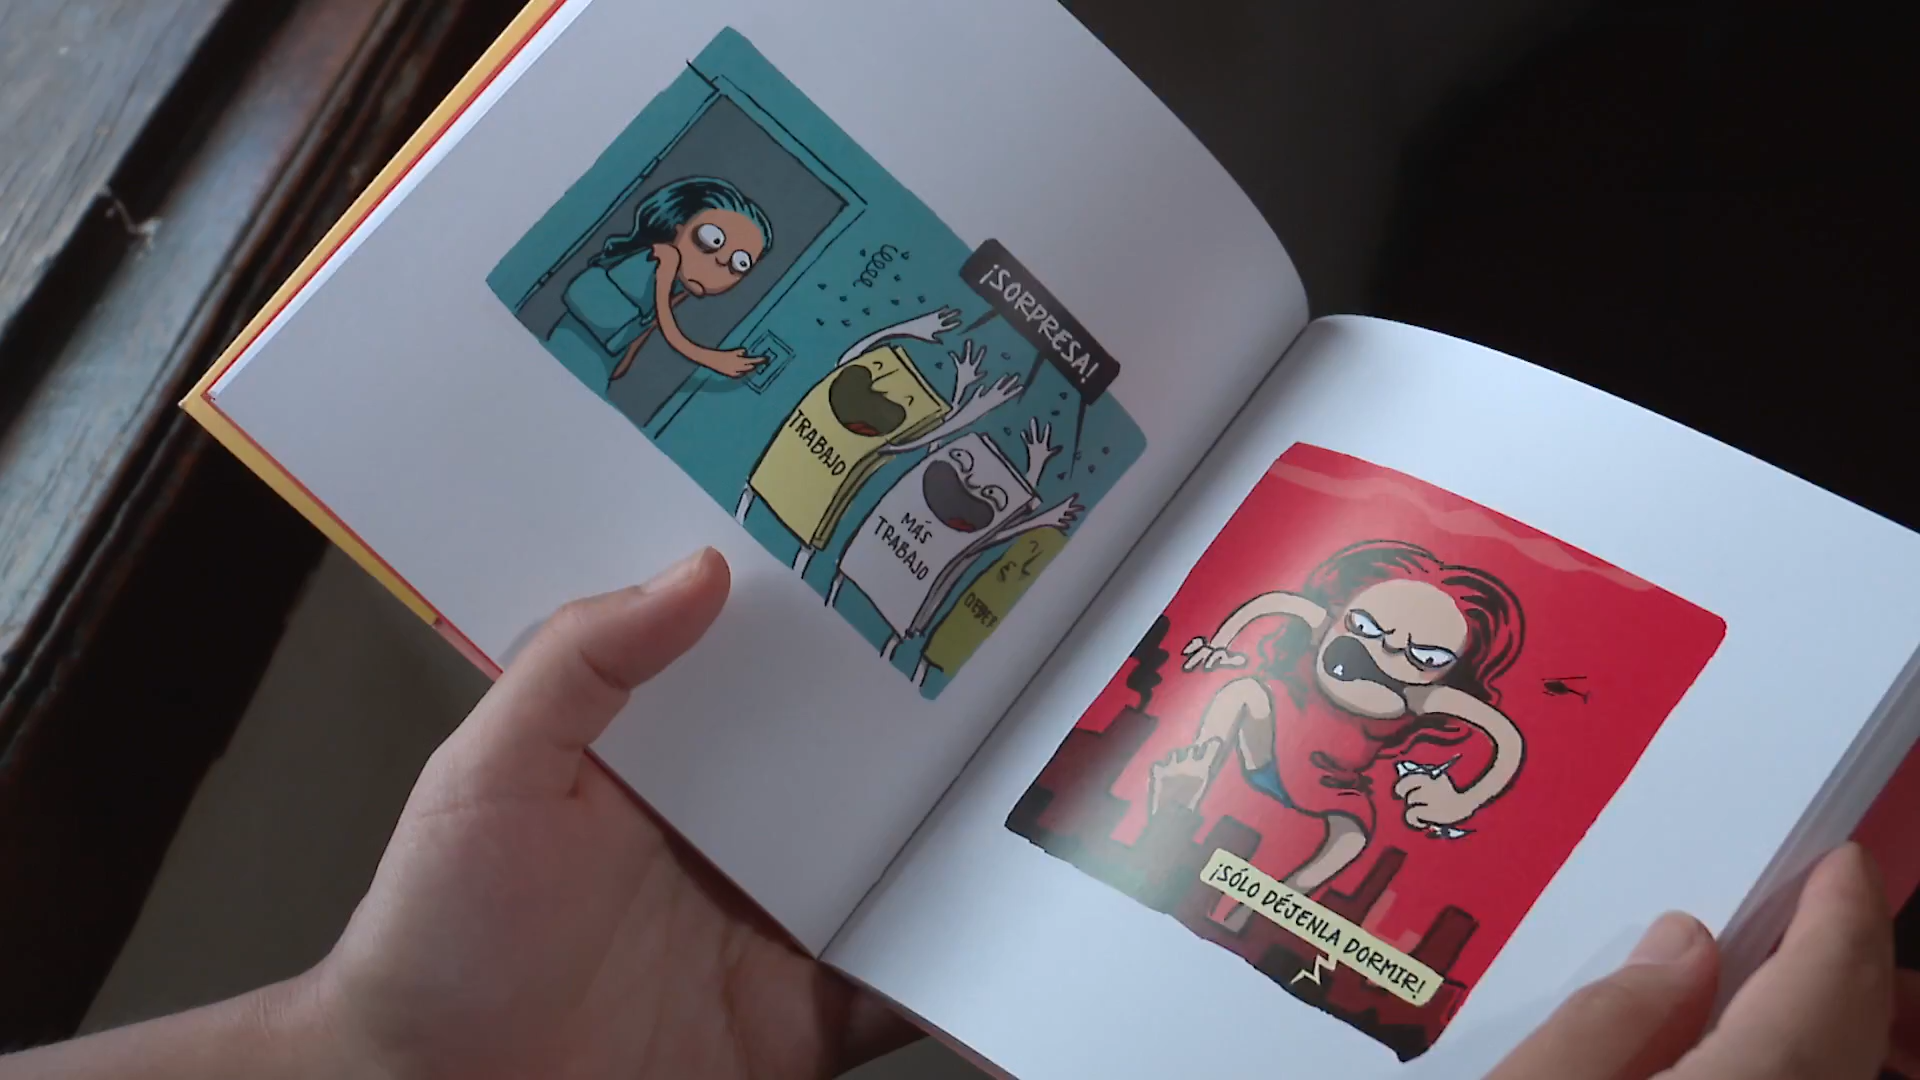 ¡SORPRESA!
TRABAJO
MÁS
TRABAJO
¡SÓLO DÉJENLA DORMIR!